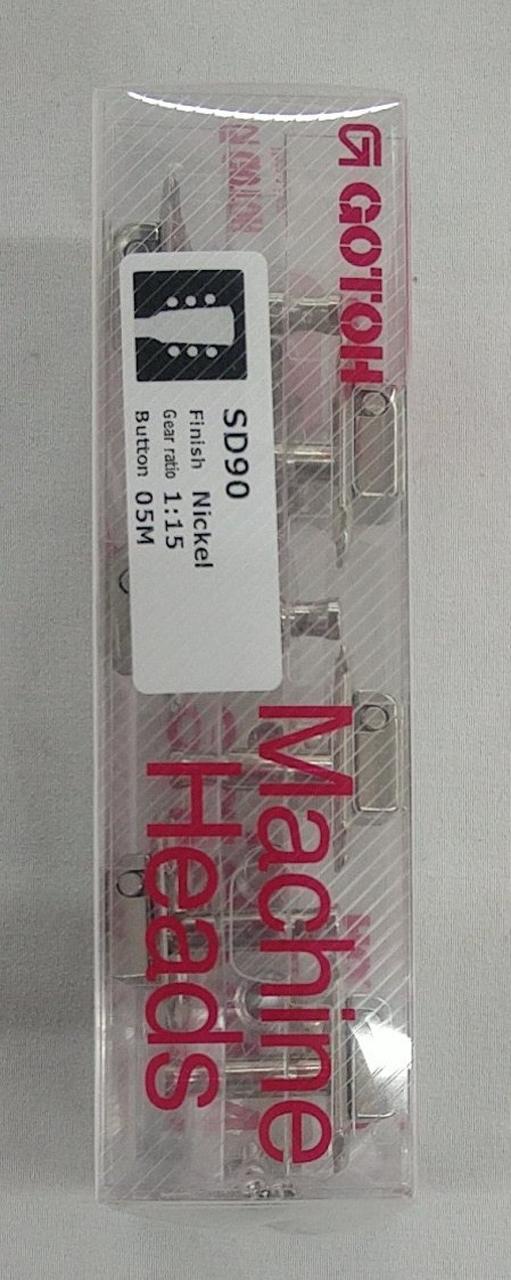 GOTOH
SD90
Finish Nickel
Gear ratio 1:15
Button 05M
Machine
Heads